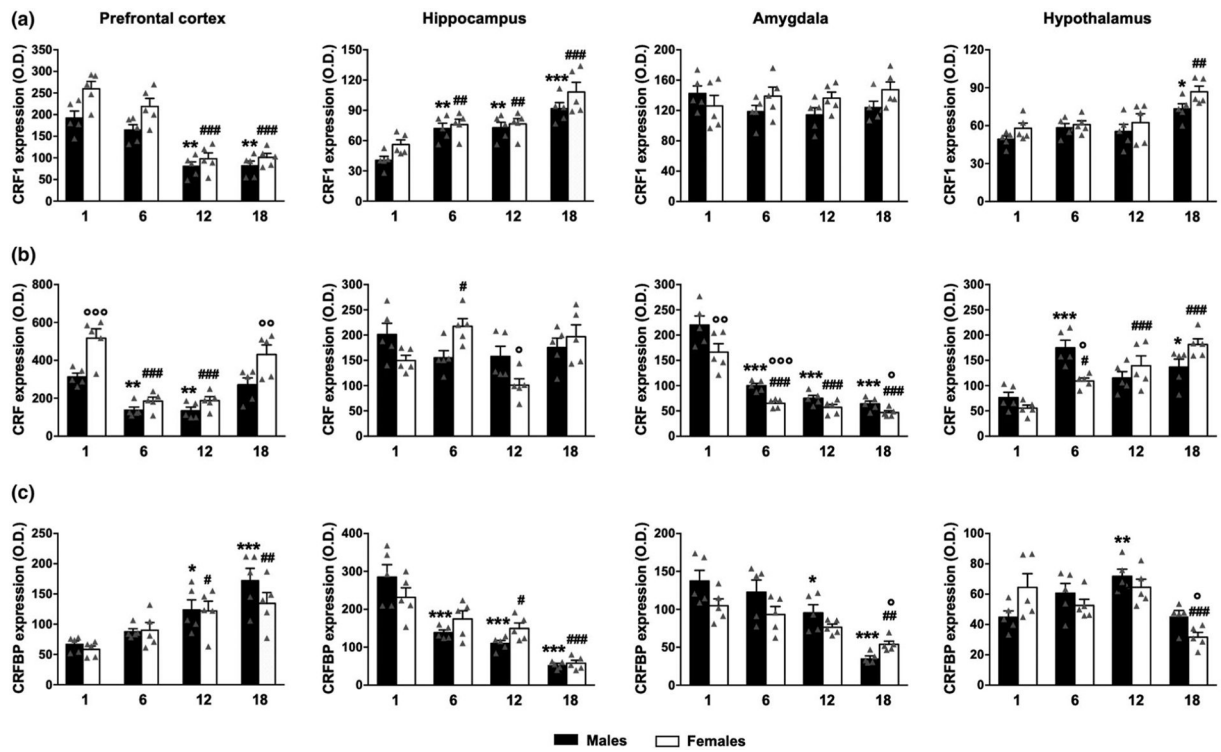 (a) Prefrontal cortex Hippocampus Amygdala Hypothalamus
CRF1 expression (O.D.)
350
300
250
200
150
100
50
0
** ### ** ###
1 6 12 18
CRF1 expression (O.D.)
150
120
90
60
30
0
** ## ** ## *** ###
1 6 12 18
CRF1 expression (O.D.)
200
160
120
80
40
0
1 6 12 18
CRF1 expression (O.D.)
120
90
60
30
0
* ##
1 6 12 18
(b)
CRF expression (O.D.)
800
600
400
200
0
°°° ** ### ** ### °°
1 6 12 18
CRF expression (O.D.)
300
250
200
150
100
50
0
# °
1 6 12 18
CRF expression (O.D.)
300
250
200
150
100
50
0
°° *** °°° ### *** ### *** ° ###
1 6 12 18
CRF expression (O.D.)
300
250
200
150
100
50
0
*** ° # ### * ###
1 6 12 18
(c)
CRFBP expression (O.D.)
250
200
150
100
50
0
* # *** ##
1 6 12 18
CRFBP expression (O.D.)
400
300
200
100
0
*** *** # *** ###
1 6 12 18
CRFBP expression (O.D.)
200
150
100
50
0
* *** ° ##
1 6 12 18
CRFBP expression (O.D.)
100
80
60
40
20
0
** ° ###
1 6 12 18
Males Females